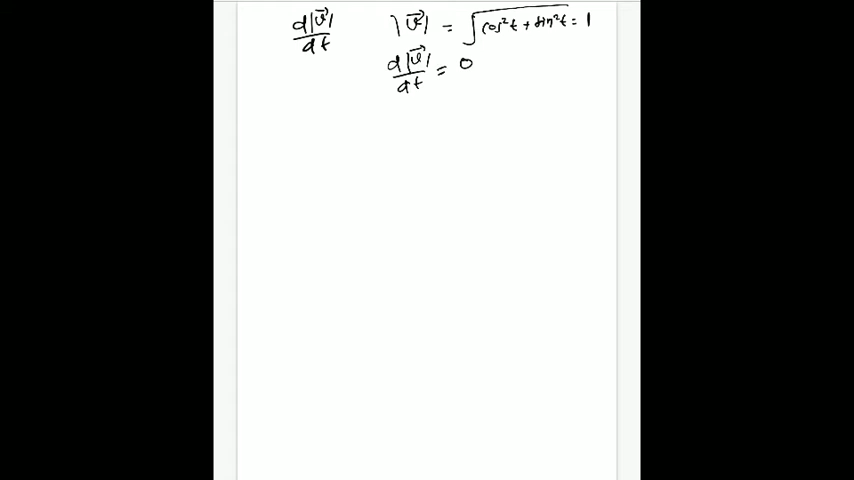 d|v⃗|/dt    |v⃗| = √(cos²t + sin²t) = 1
d|v⃗|/dt = 0